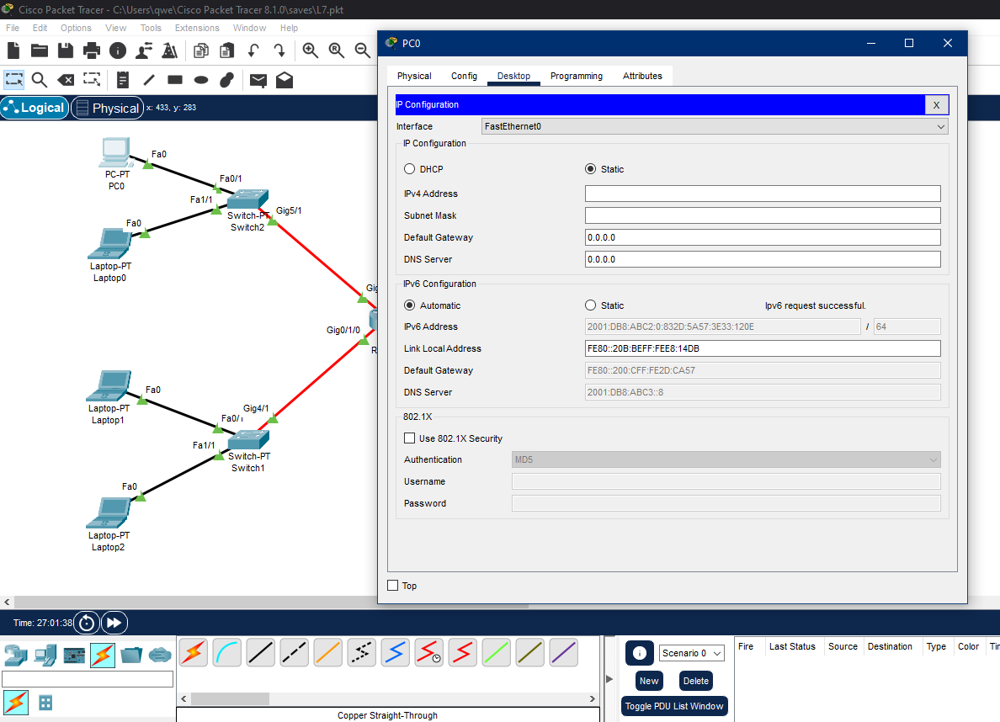 Cisco Packet Tracer - C:\Users\qwe\Cisco Packet Tracer 8.1.0\saves\L7.pkt
File Edit Options View Tools Extensions Window Help
Logical Physical x: 433, y: 283
Fa0
PC-PT
PC0
Fa0/1
Fa1/1
Switch-PT
Switch2
Gig5/1
Fa0
Laptop-PT
Laptop0
Gig
Gig0/1/0
R
Fa0
Laptop-PT
Laptop1
Gig4/1
Fa0/1
Fa1/1
Switch-PT
Switch1
Fa0
Laptop-PT
Laptop2
PC0
Physical Config Desktop Programming Attributes
IP Configuration X
Interface FastEthernet0
IP Configuration
DHCP Static
IPv4 Address
Subnet Mask
Default Gateway 0.0.0.0
DNS Server 0.0.0.0
IPv6 Configuration
Automatic Static Ipv6 request successful.
IPv6 Address 2001:DB8:ABC2:0:832D:5A57:3E33:120E / 64
Link Local Address FE80::20B:BEFF:FEE8:14DB
Default Gateway FE80::200:CFF:FE2D:CA57
DNS Server 2001:DB8:ABC3::8
802.1X
Use 802.1X Security
Authentication MD5
Username
Password
Top
Time: 27:01:38
Scenario 0
New Delete
Toggle PDU List Window
Fire Last Status Source Destination Type Color Tin
Copper Straight-Through